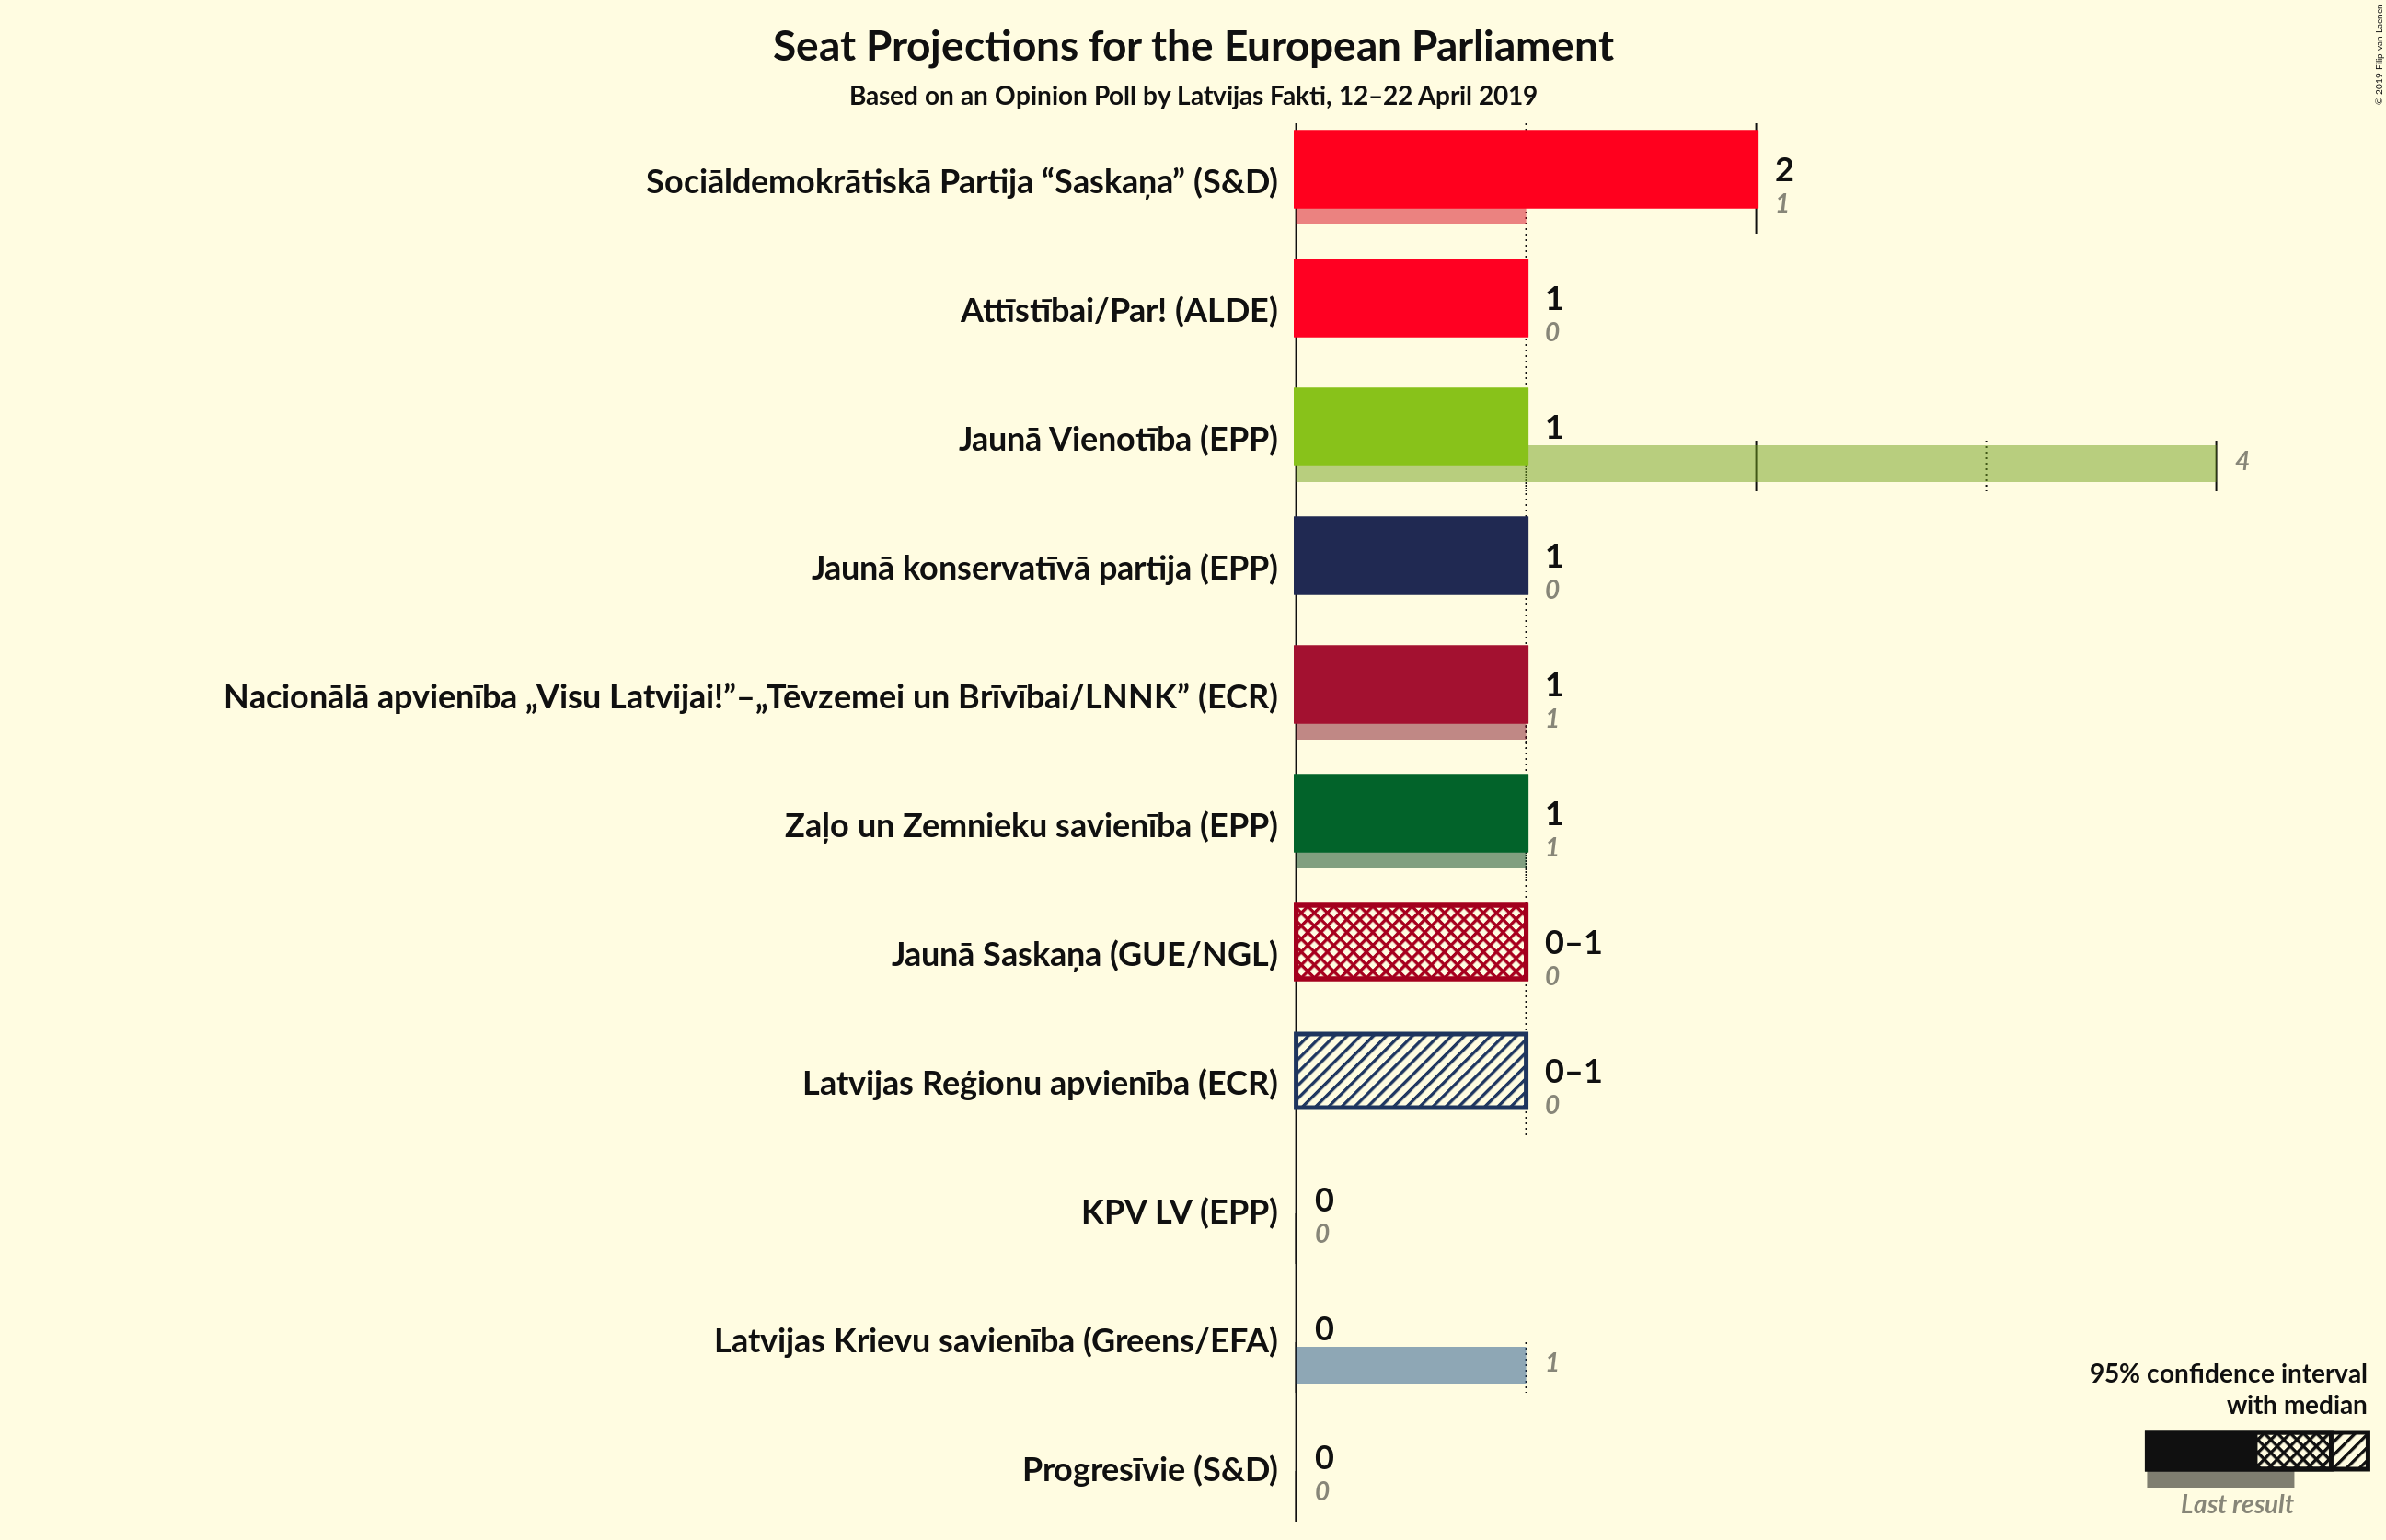 Seat Projections for the European Parliament
Based on an Opinion Poll by Latvijas Fakti, 12–22 April 2019
© 2019 Filip van Laenen
Sociāldemokrātiskā Partija “Saskaņa” (S&D)
2
1
Attīstībai/Par! (ALDE)
1
0
Jaunā Vienotība (EPP)
1
4
Jaunā konservatīvā partija (EPP)
1
0
Nacionālā apvienība „Visu Latvijai!”–„Tēvzemei un Brīvībai/LNNK” (ECR)
1
1
Zaļo un Zemnieku savienība (EPP)
1
1
Jaunā Saskaņa (GUE/NGL)
0–1
0
Latvijas Reģionu apvienība (ECR)
0–1
0
KPV LV (EPP)
0
0
Latvijas Krievu savienība (Greens/EFA)
0
1
Progresīvie (S&D)
0
0
95% confidence interval
with median
Last result